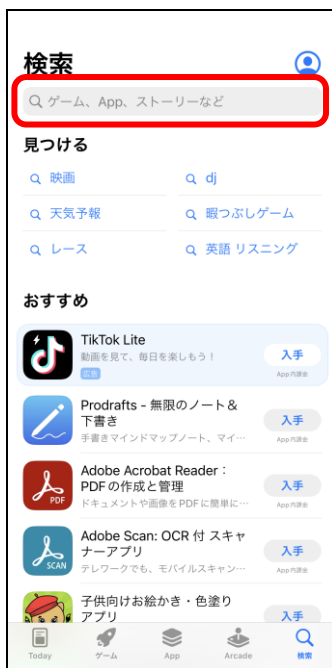 検索
ゲーム、App、ストーリーなど
見つける
映画
dj
天気予報
暇つぶしゲーム
レース
英語 リスニング
おすすめ
TikTok Lite
動画を見て、毎日を楽しもう！
広告
入手
App内課金
Prodrafts - 無限のノート＆
下書き
手書きマインドマップノート、マイ…
入手
App内課金
Adobe Acrobat Reader：
PDFの作成と管理
ドキュメントや画像をPDFに簡単に…
PDF
入手
App内課金
Adobe Scan: OCR 付 スキャ
ナーアプリ
テレワークでも、モバイルスキャン…
SCAN
入手
App内課金
子供向けお絵かき・色塗り
アプリ
入手
Today
ゲーム
App
Arcade
検索